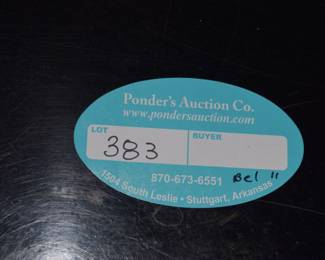 Ponder's Auction Co.
www.pondersauction.com
LOT BUYER
383
870-673-6551
1504 South Leslie • Stuttgart, Arkansas